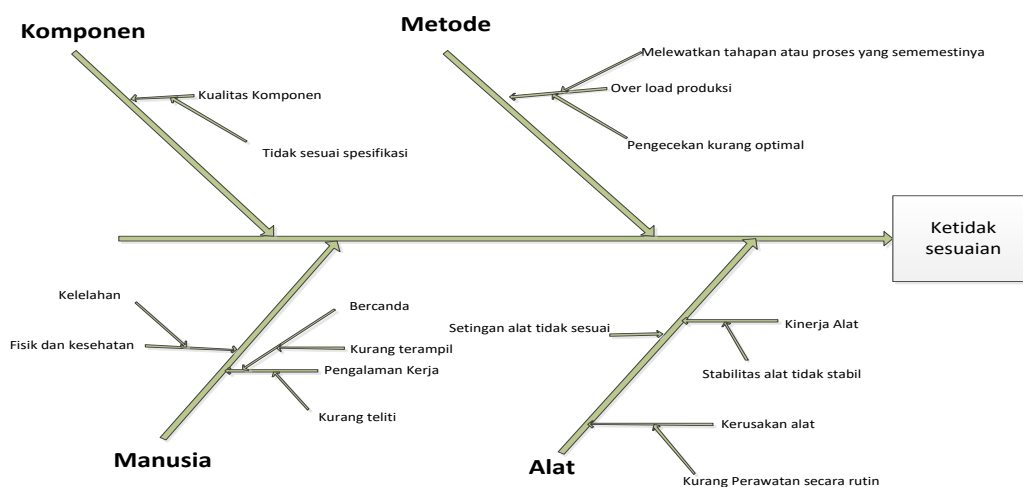 Komponen
Metode
Melewatkan tahapan atau proses yang sememestinya
Kualitas Komponen
Over load produksi
Tidak sesuai spesifikasi
Pengecekan kurang optimal
Ketidak
sesuaian
Kelelahan
Bercanda
Fisik dan kesehatan
Kurang terampil
Pengalaman Kerja
Kurang teliti
Setingan alat tidak sesuai
Kinerja Alat
Stabilitas alat tidak stabil
Kerusakan alat
Kurang Perawatan secara rutin
Manusia
Alat